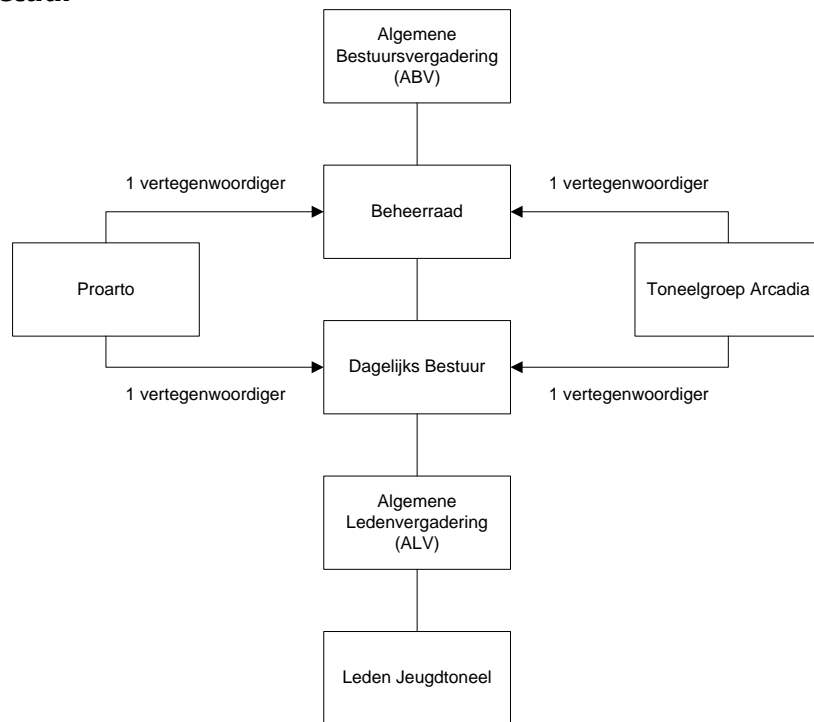 Algemene
Bestuursvergadering
(ABV)
1 vertegenwoordiger
1 vertegenwoordiger
Beheerraad
Proarto
Toneelgroep Arcadia
Dagelijks Bestuur
1 vertegenwoordiger
1 vertegenwoordiger
Algemene
Ledenvergadering
(ALV)
Leden Jeugdtoneel